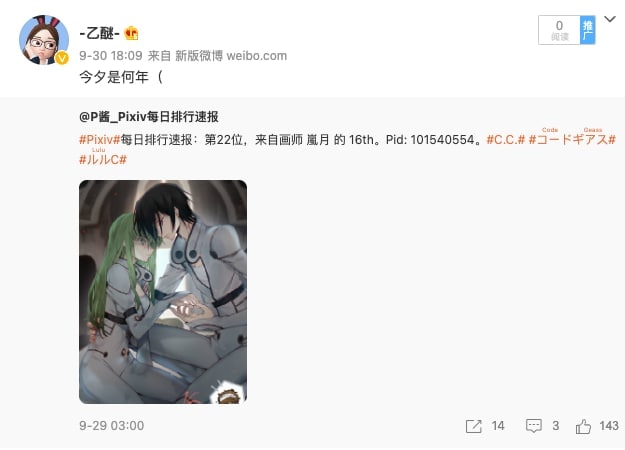 -乙醚-
0
阅读
推广
9-30 18:09 来自 新版微博 weibo.com
今夕是何年（
@P酱_Pixiv每日排行速报
#Pixiv#每日排行速报：第22位，来自画师 嵐月 的 16th。Pid: 101540554。#C.C.# #コードギアス#
Code Geass
#ルルC#
Lulu
9-29 03:00
14
3
143